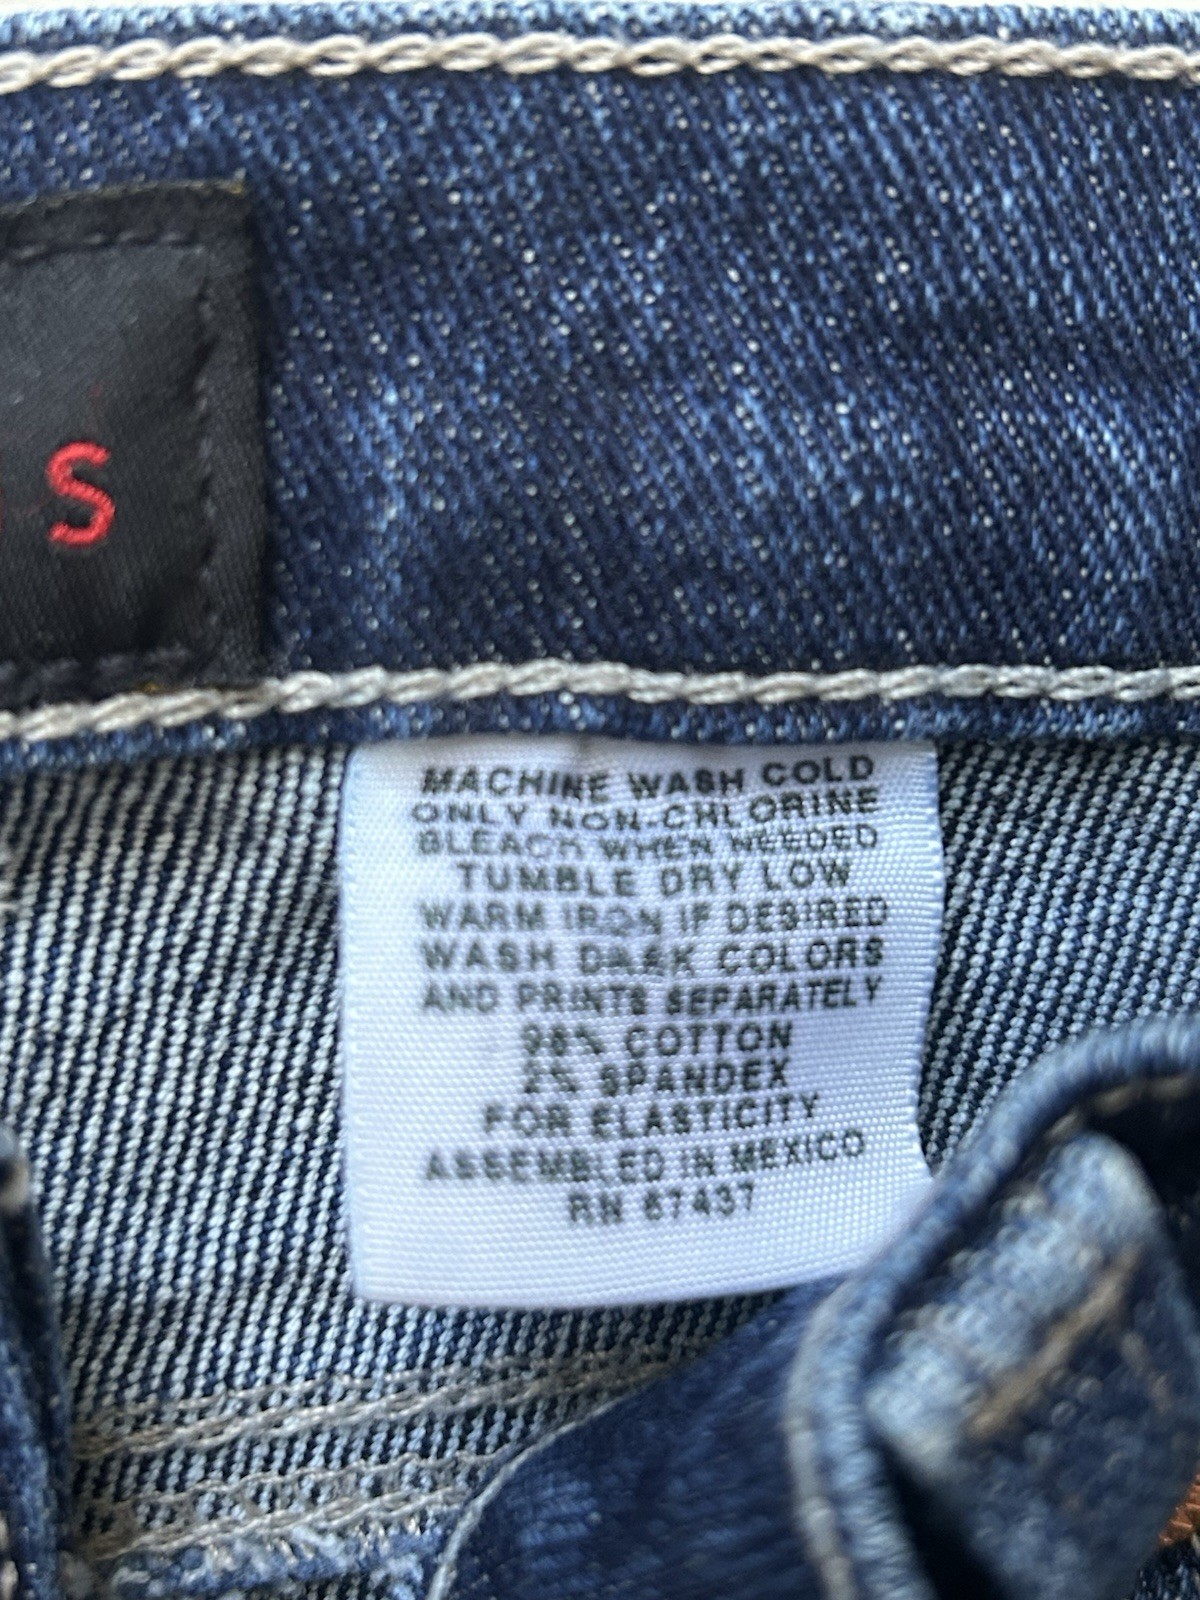 S
MACHINE WASH COLD
ONLY NON-CHLORINE
BLEACH WHEN NEEDED
TUMBLE DRY LOW
WARM IRON IF DESIRED
WASH DARK COLORS
AND PRINTS SEPARATELY
98% COTTON
2% SPANDEX
FOR ELASTICITY
ASSEMBLED IN MEXICO
RN 67437